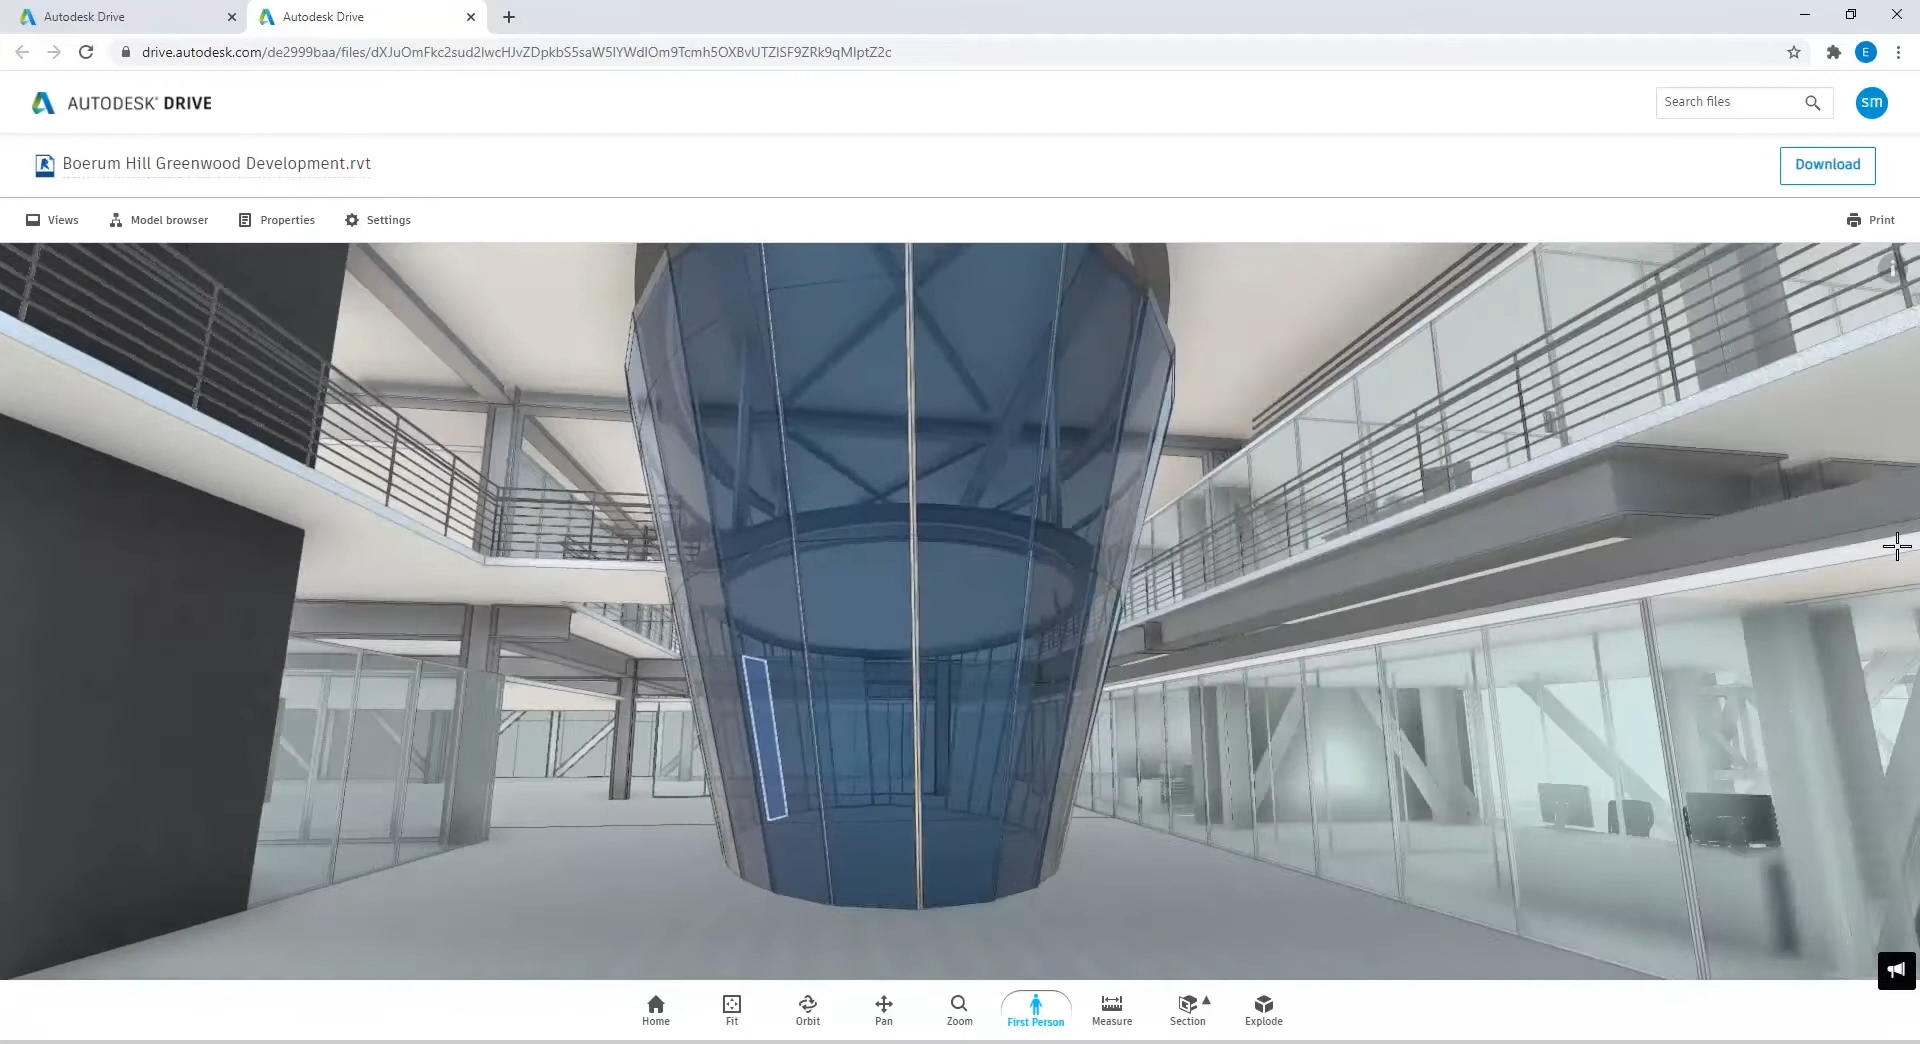 Autodesk Drive
Autodesk Drive
drive.autodesk.com/de2999baa/files/dXJuOmFkc2sud2lwcHJvZDpkbS5saW5lYWdlOm9Tcmh5OXBvUTZlSF9ZRk9qMlptZ2c
E
AUTODESK® DRIVE
Search files
sm
Boerum Hill Greenwood Development.rvt
Download
Views
Model browser
Properties
Settings
Print
Home
Fit
Orbit
Pan
Zoom
First Person
Measure
Section
Explode